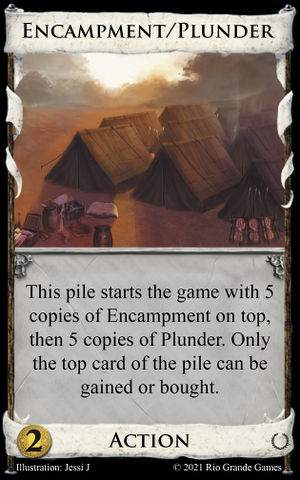 ENCAMPMENT/PLUNDER
This pile starts the game with 5
copies of Encampment on top,
then 5 copies of Plunder. Only
the top card of the pile can be
gained or bought.
2
ACTION
Illustration: Jessi J
© 2021 Rio Grande Games